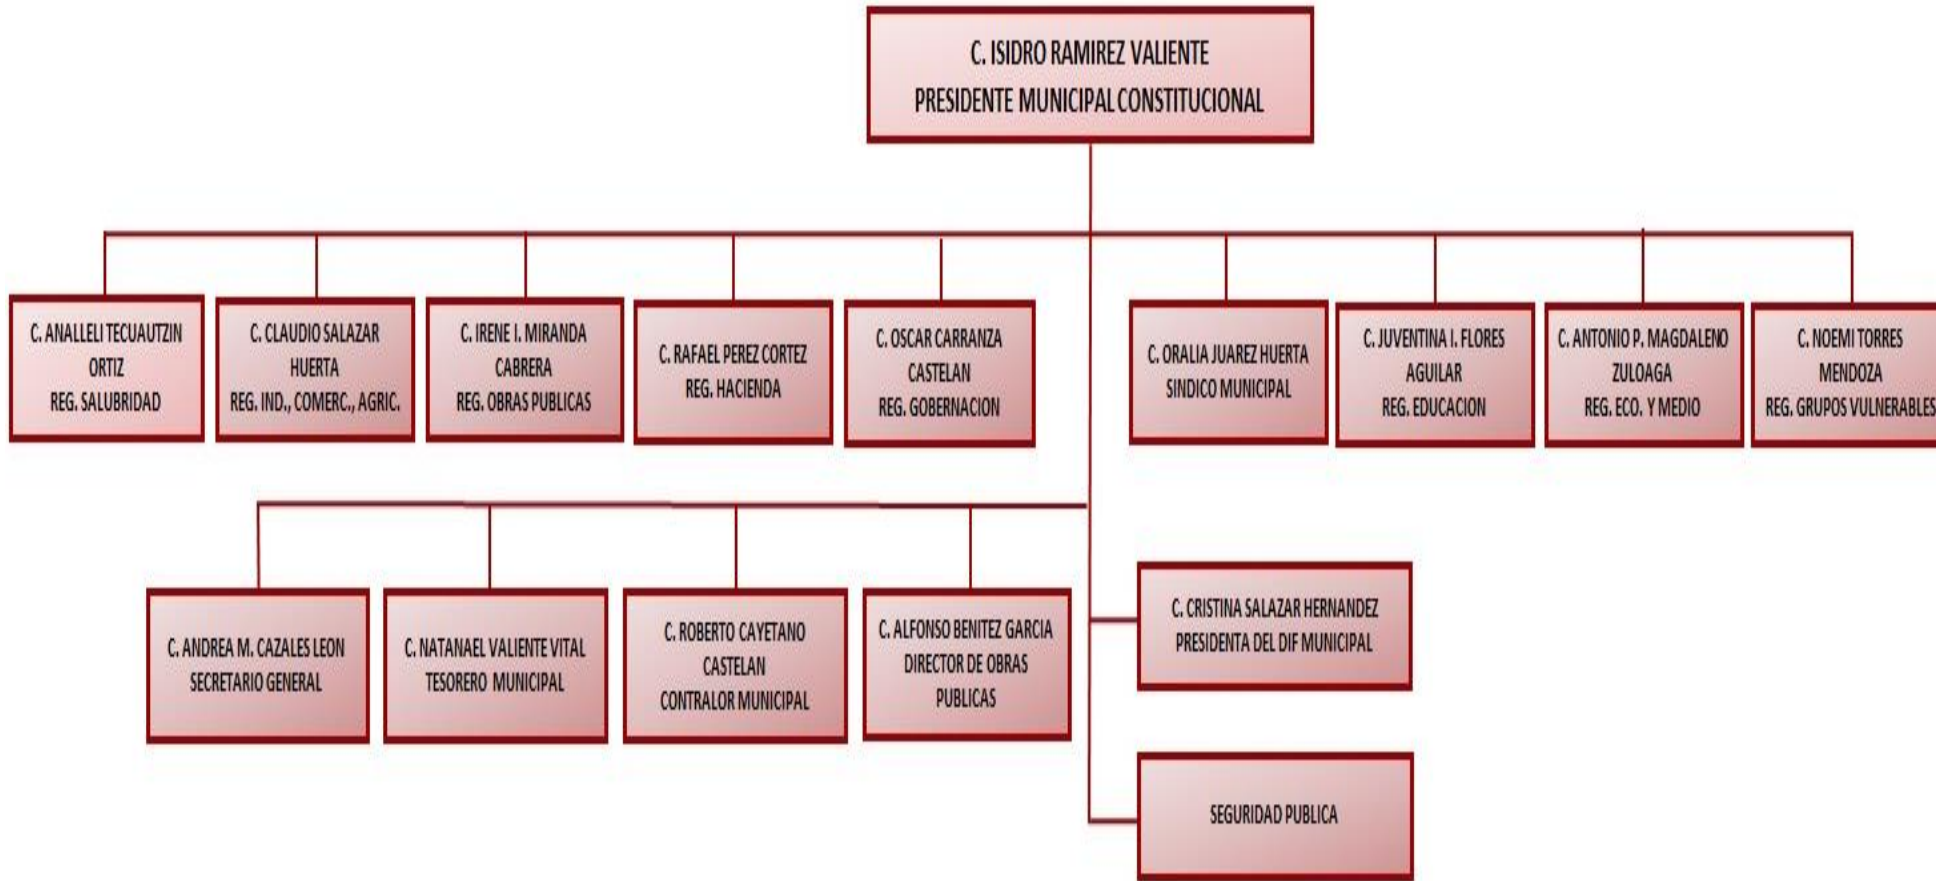 C. ISIDRO RAMIREZ VALIENTE
PRESIDENTE MUNICIPAL CONSTITUCIONAL
C. ANALLELI TECUAUTZIN
ORTIZ
REG. SALUBRIDAD
C. CLAUDIO SALAZAR
HUERTA
REG. IND., COMERC., AGRIC.
C. IRENE I. MIRANDA
CABRERA
REG. OBRAS PUBLICAS
C. RAFAEL PEREZ CORTEZ
REG. HACIENDA
C. OSCAR CARRANZA
CASTELAN
REG. GOBERNACION
C. ORALIA JUAREZ HUERTA
SINDICO MUNICIPAL
C. JUVENTINA I. FLORES
AGUILAR
REG. EDUCACION
C. ANTONIO P. MAGDALENO
ZULOAGA
REG. ECO. Y MEDIO
C. NOEMI TORRES
MENDOZA
REG. GRUPOS VULNERABLES
C. ANDREA M. CAZALES LEON
SECRETARIO GENERAL
C. NATANAEL VALIENTE VITAL
TESORERO MUNICIPAL
C. ROBERTO CAYETANO
CASTELAN
CONTRALOR MUNICIPAL
C. ALFONSO BENITEZ GARCIA
DIRECTOR DE OBRAS
PUBLICAS
C. CRISTINA SALAZAR HERNANDEZ
PRESIDENTA DEL DIF MUNICIPAL
SEGURIDAD PUBLICA